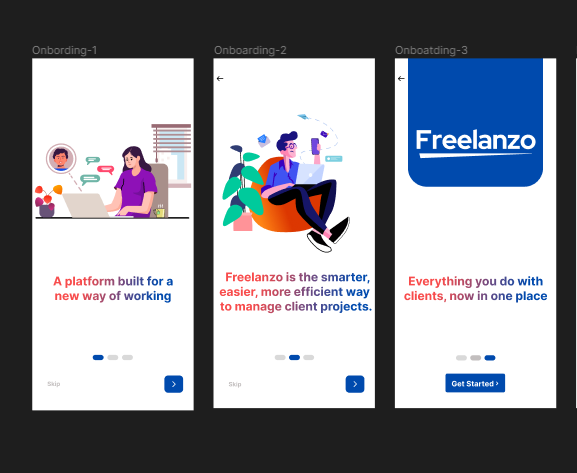 Onbording-1
A platform built for a
new way of working
Skip
Onboarding-2
Freelanzo is the smarter,
easier, more efficient way
to manage client projects.
Skip
Onboatding-3
Freelanzo
Everything you do with
clients, now in one place
Get Started